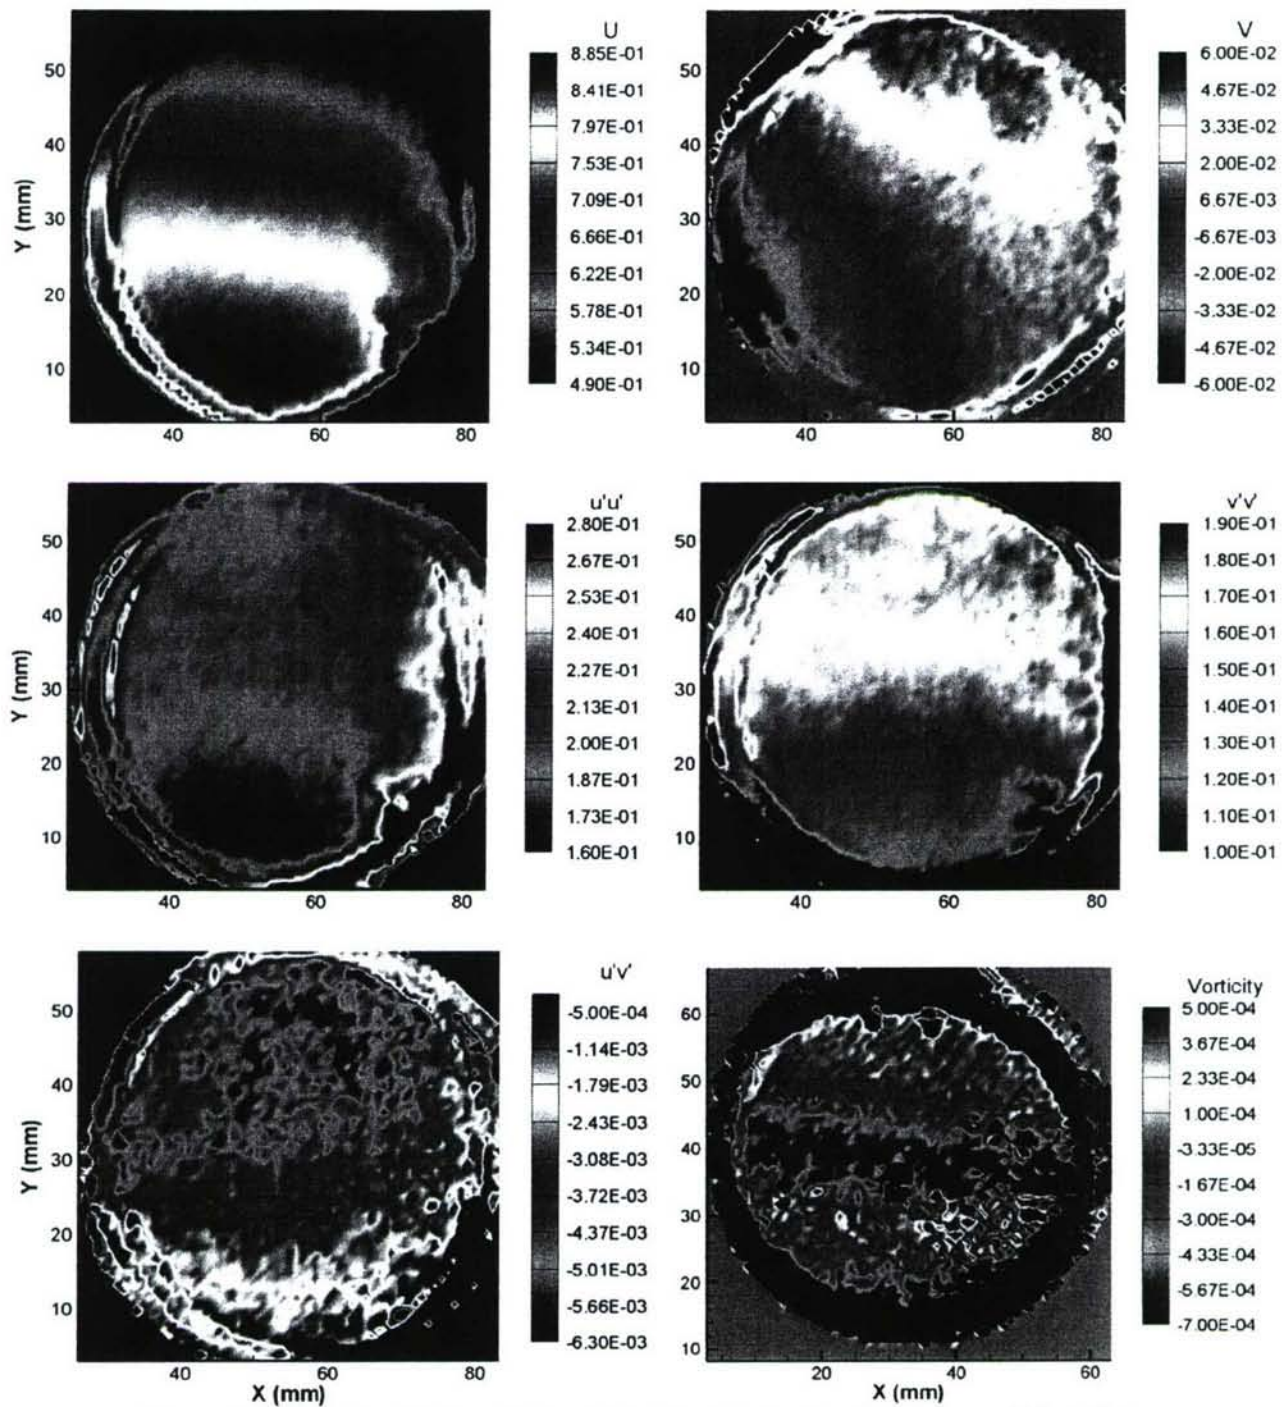 U
8.85E-01
8.41E-01
7.97E-01
7.53E-01
7.09E-01
6.66E-01
6.22E-01
5.78E-01
5.34E-01
4.90E-01
Y (mm)
50
40
30
20
10
40 60 80
V
6.00E-02
4.67E-02
3.33E-02
2.00E-02
6.67E-03
-6.67E-03
-2.00E-02
-3.33E-02
-4.67E-02
-6.00E-02
50
40
30
20
10
40 60 80
u'u'
2.80E-01
2.67E-01
2.53E-01
2.40E-01
2.27E-01
2.13E-01
2.00E-01
1.87E-01
1.73E-01
1.60E-01
Y (mm)
50
40
30
20
10
40 60 80
v'v'
1.90E-01
1.80E-01
1.70E-01
1.60E-01
1.50E-01
1.40E-01
1.30E-01
1.20E-01
1.10E-01
1.00E-01
50
40
30
20
10
40 60 80
u'v'
-5.00E-04
-1.14E-03
-1.79E-03
-2.43E-03
-3.08E-03
-3.72E-03
-4.37E-03
-5.01E-03
-5.66E-03
-6.30E-03
Y (mm)
50
40
30
20
10
40 60 80
X (mm)
Vorticity
5.00E-04
3.67E-04
2.33E-04
1.00E-04
-3.33E-05
-1.67E-04
-3.00E-04
-4.33E-04
-5.67E-04
-7.00E-04
60
50
40
30
20
10
20 40 60
X (mm)